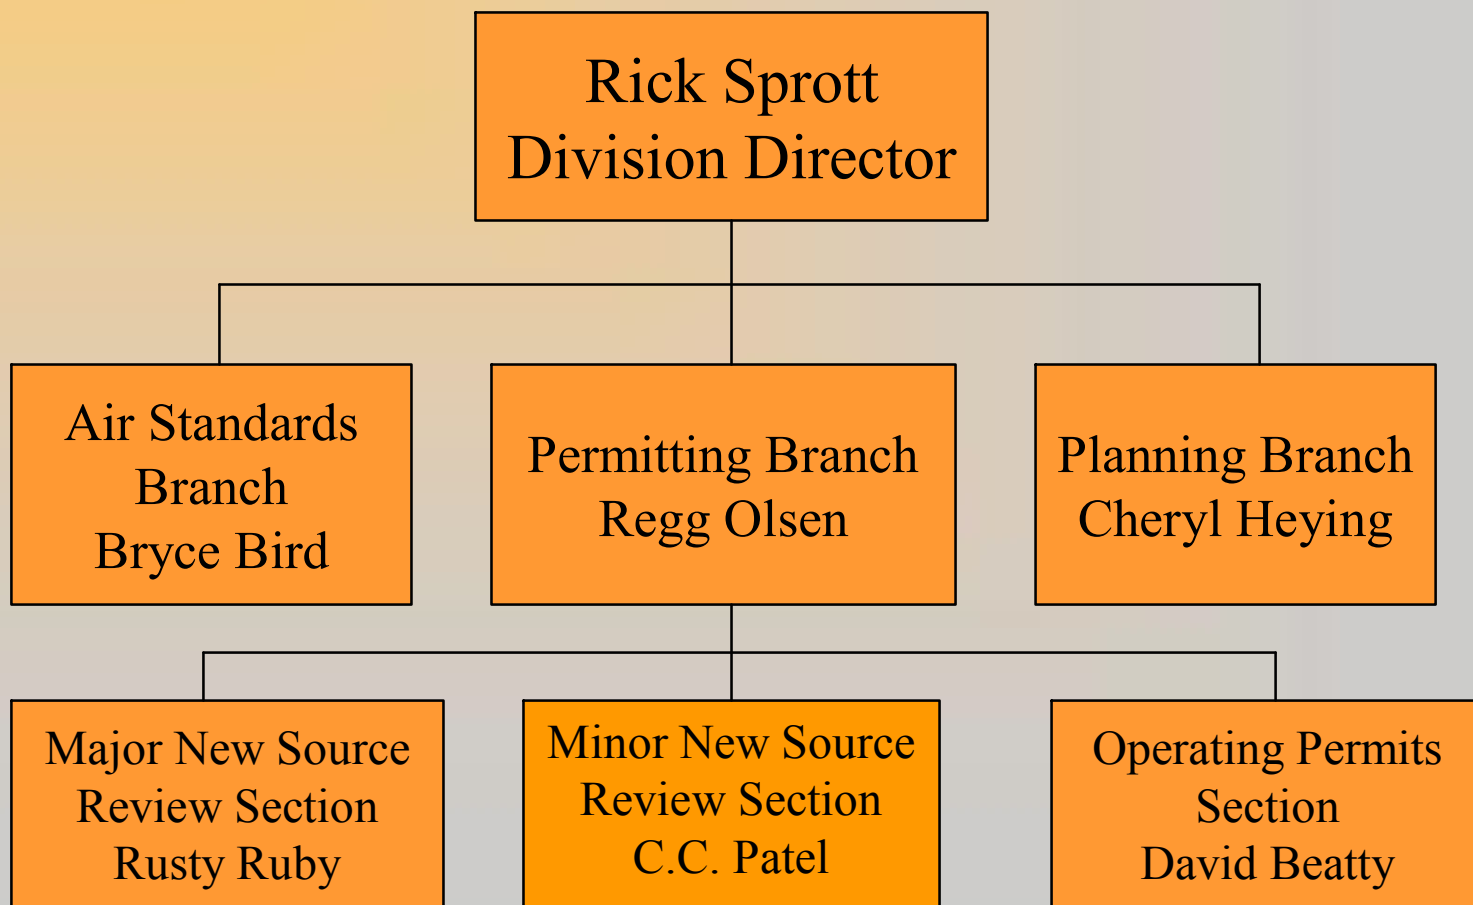 Rick Sprott
Division Director
Air Standards
Branch
Bryce Bird
Permitting Branch
Regg Olsen
Planning Branch
Cheryl Heying
Major New Source
Review Section
Rusty Ruby
Minor New Source
Review Section
C.C. Patel
Operating Permits
Section
David Beatty